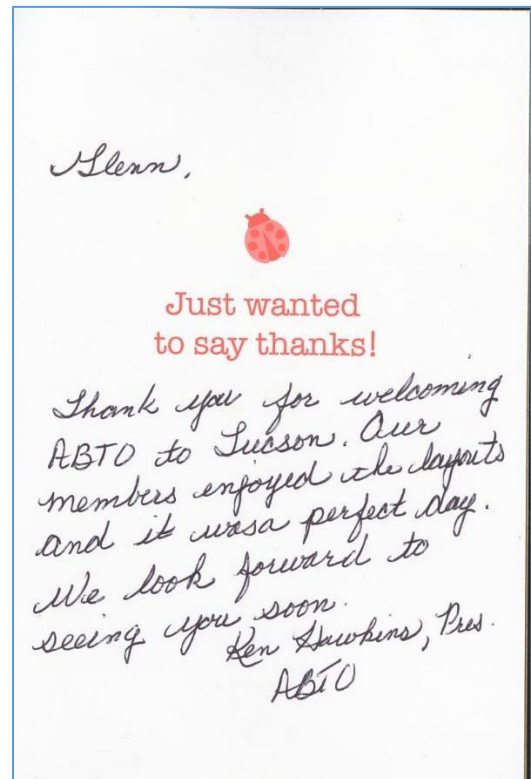 Glenn,
Just wanted
to say thanks!
Thank you for welcoming
ABTO to Tucson. Our
members enjoyed the layouts
and it was a perfect day.
We look forward to
seeing you soon.
Ken Hawkins, Pres.
ABTO